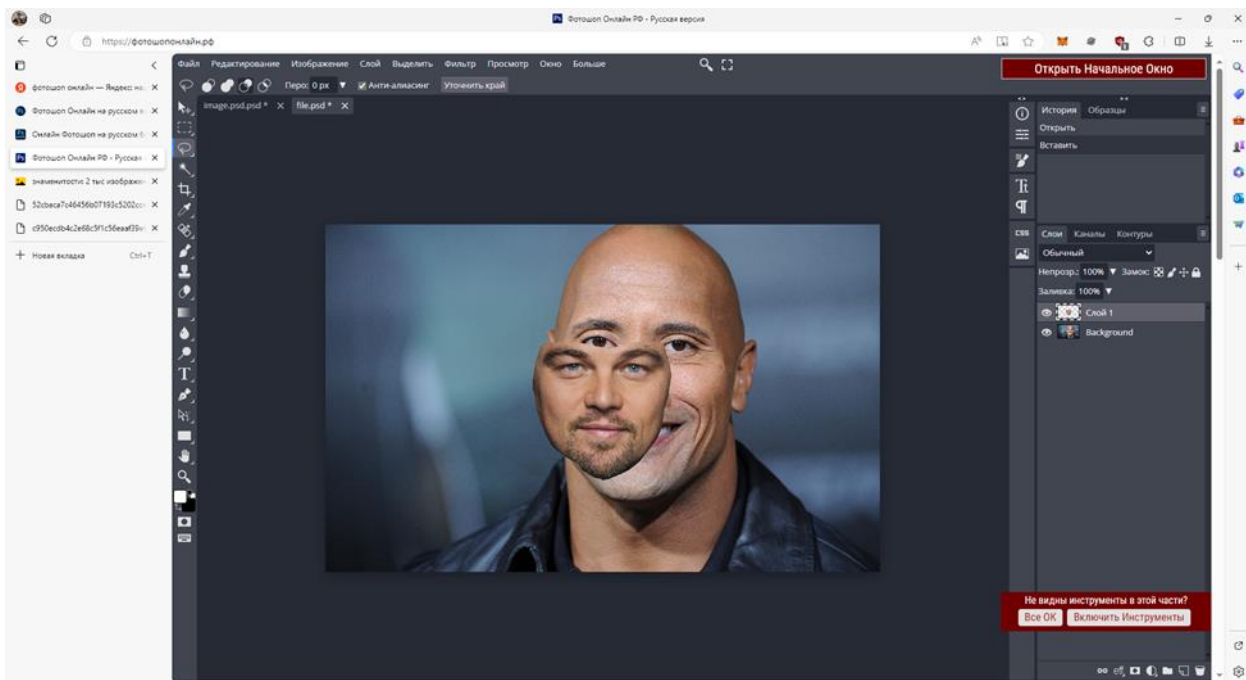 Фотошоп Онлайн РФ - Русская версия
https://фотошопонлайн.рф
Файл Редактирование Изображение Слой Выделить Фильтр Просмотр Окно Больше
Открыть Начальное Окно
Перо: 0 px ▼ Анти-алиасинг Уточнить край
image.psd.psd * X file.psd * X
фотошоп онлайн — Яндекс:
Фотошоп Онлайн на русском
Онлайн Фотошоп на русском
Фотошоп Онлайн РФ - Русская
знаменитости 2 тыс изображен
Новая вкладка Ctrl+T
История Образцы
Открыть
Вставить
CSS
Слои Каналы Контуры
Обычный
Непрозр.: 100% ▼ Замок:
Заливка: 100% ▼
Слой 1
Background
Не видны инструменты в этой части?
Все ОК Включить Инструменты